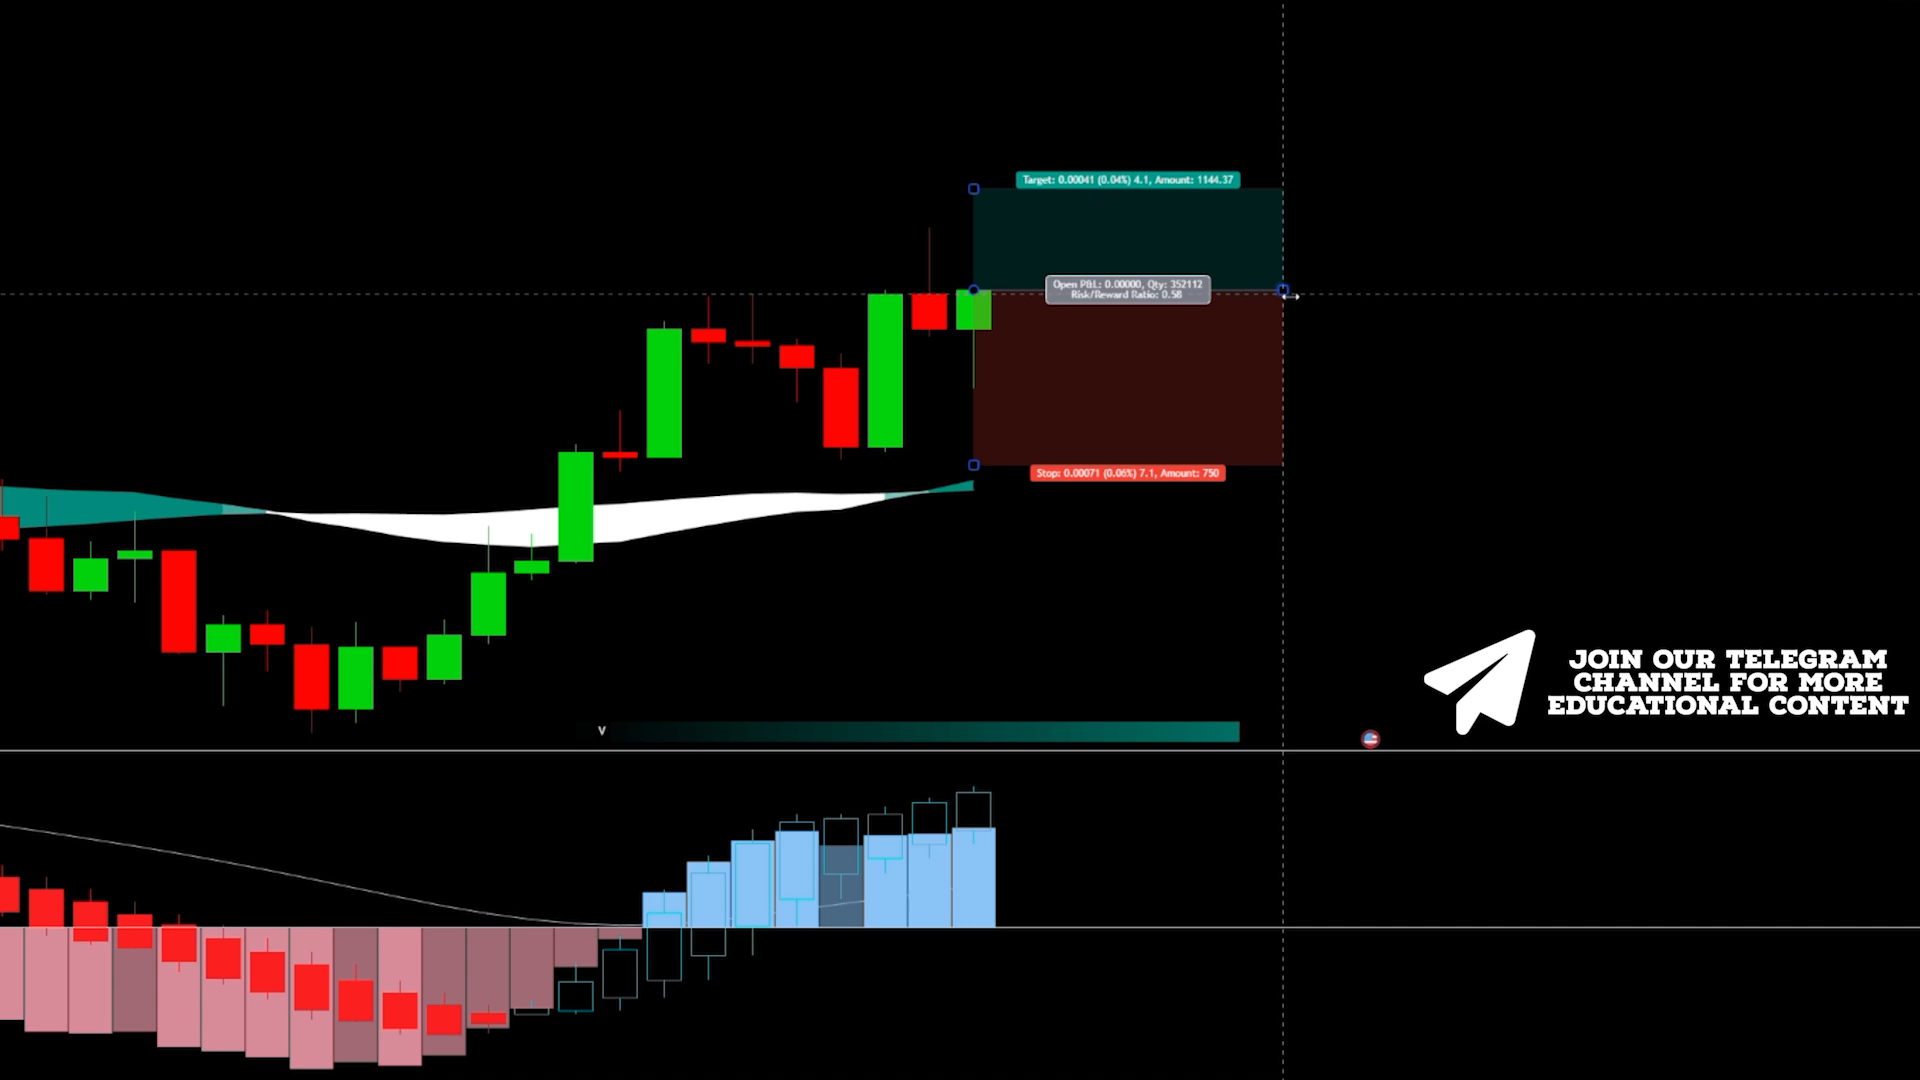 Target: 0.00041 (0.04%) 4.1, Amount: 1144.37
Open P&L: 0.00000, Qty: 352112
Risk/Reward Ratio: 0.58
Stop: 0.00071 (0.06%) 7.1, Amount: 750
JOIN OUR TELEGRAM
CHANNEL FOR MORE
EDUCATIONAL CONTENT
V